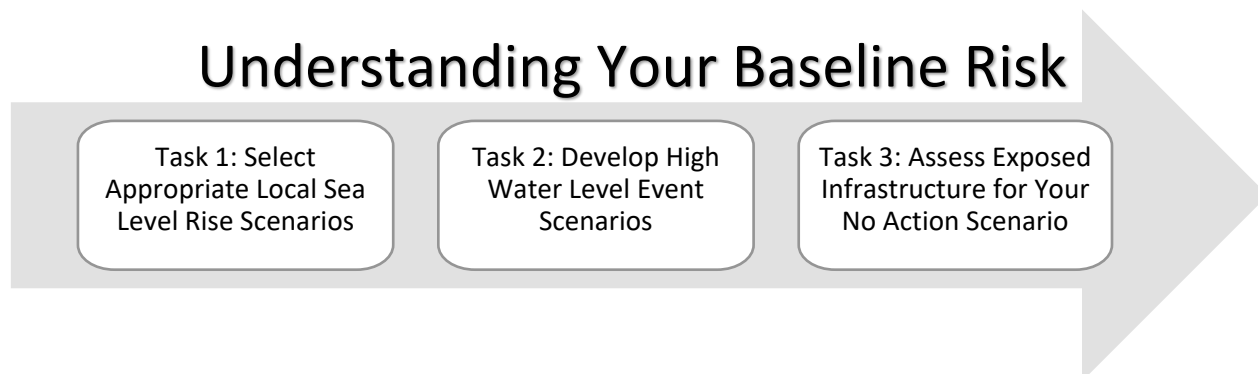 Understanding Your Baseline Risk
Task 1: Select
Appropriate Local Sea
Level Rise Scenarios
Task 2: Develop High
Water Level Event
Scenarios
Task 3: Assess Exposed
Infrastructure for Your
No Action Scenario